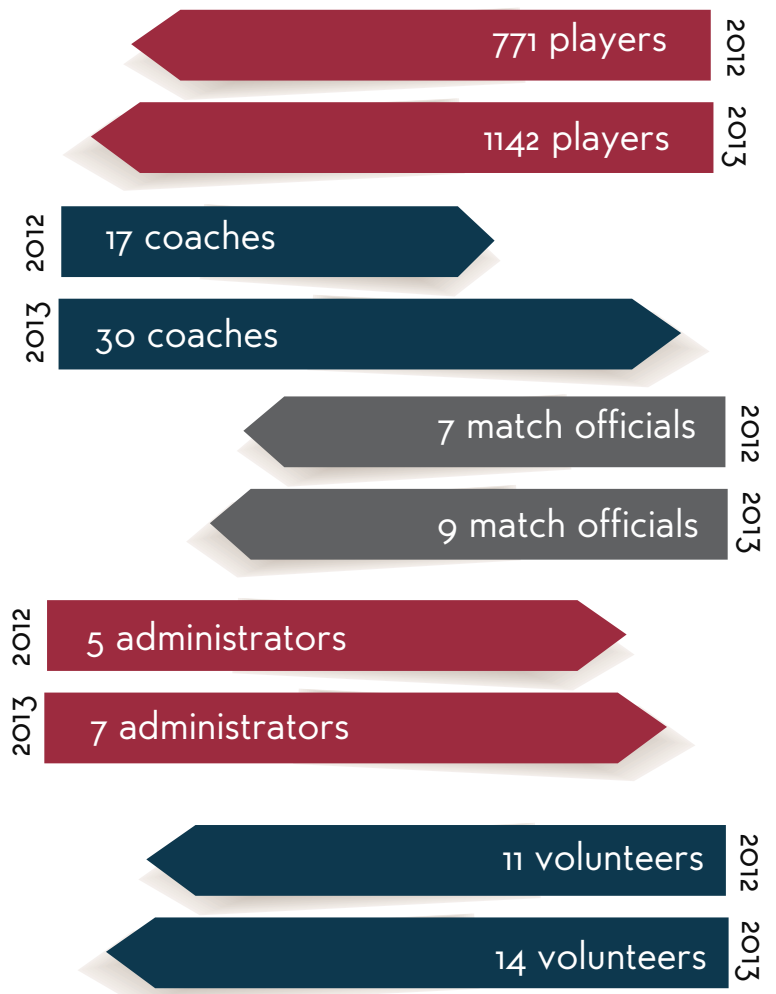 771 players
2012
1142 players
2013
2012
17 coaches
2013
30 coaches
7 match officials
2012
9 match officials
2013
2012
5 administrators
2013
7 administrators
11 volunteers
2012
14 volunteers
2013